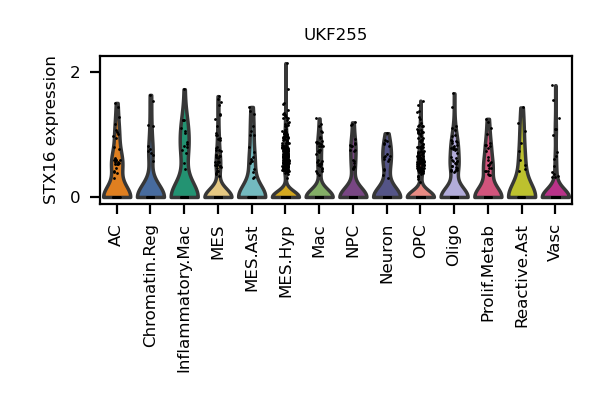 UKF255
STX16 expression
2
0
AC
Chromatin.Reg
Inflammatory.Mac
MES
MES.Ast
MES.Hyp
Mac
NPC
Neuron
OPC
Oligo
Prolif.Metab
Reactive.Ast
Vasc